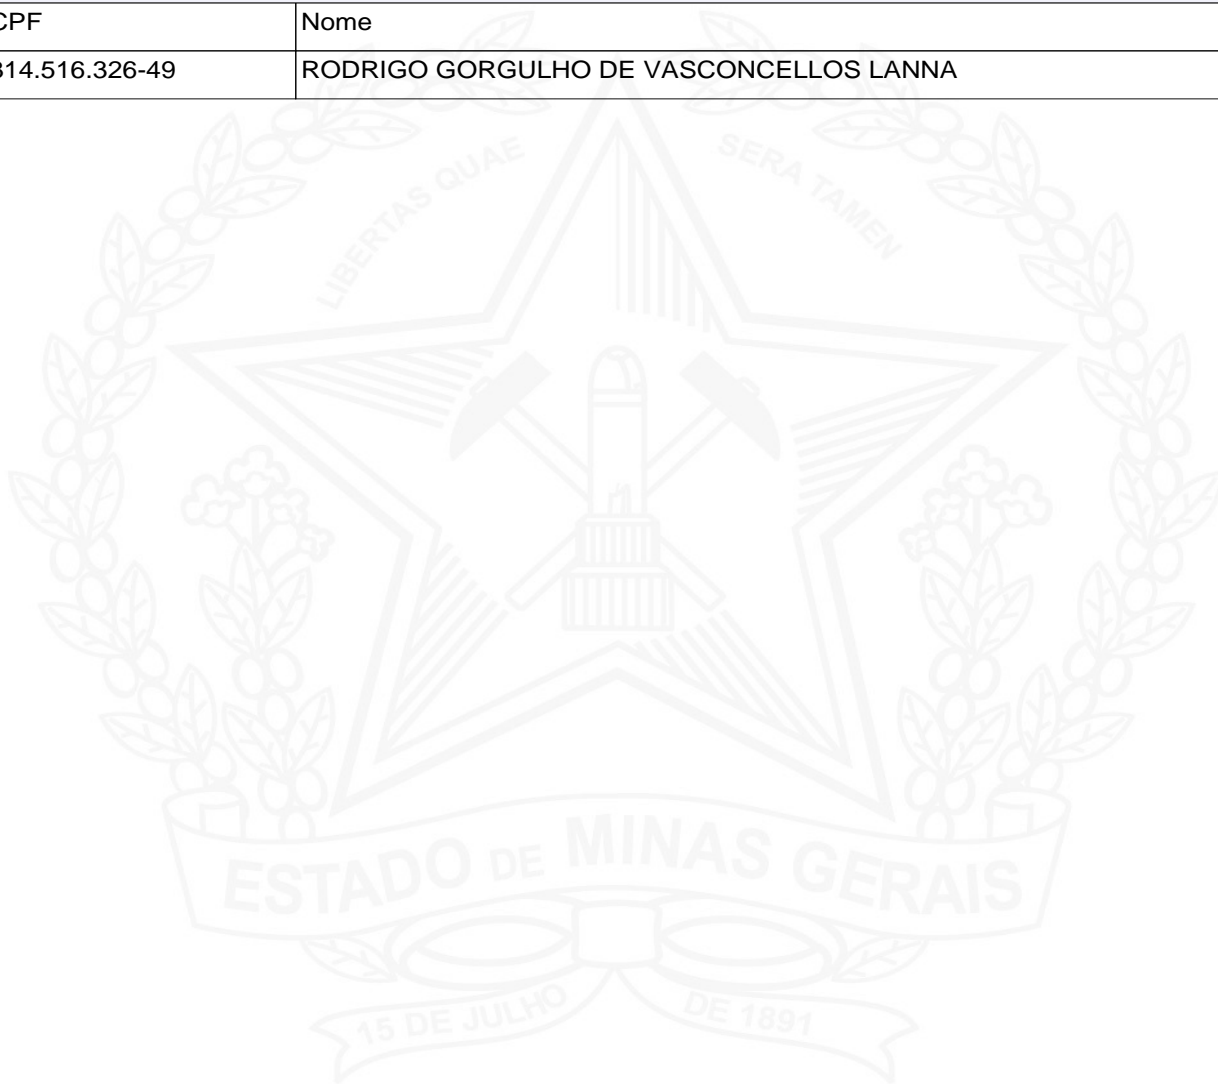 CPF Nome
814.516.326-49 RODRIGO GORGULHO DE VASCONCELLOS LANNA
LIBERTAS QUAE SERA TAMEN
ESTADO DE MINAS GERAIS
15 DE JULHO DE 1891